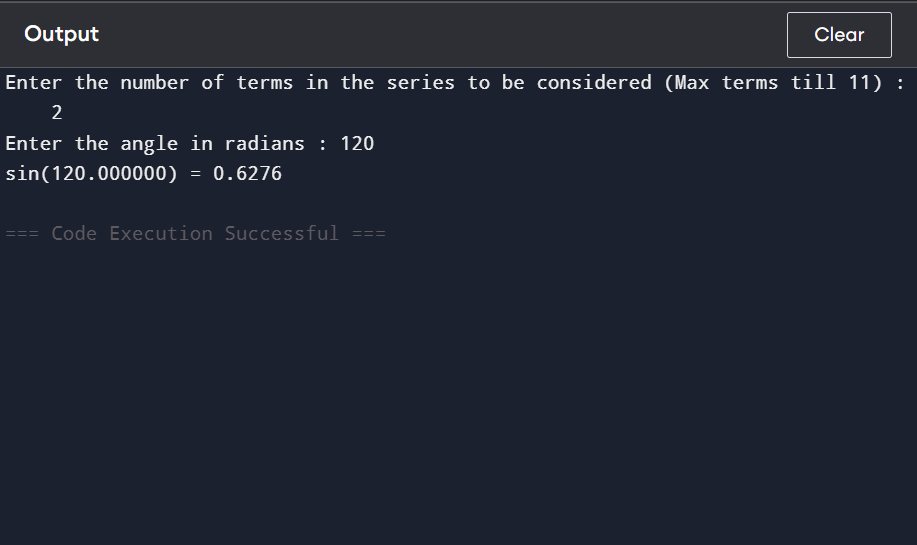 Output
Clear
Enter the number of terms in the series to be considered (Max terms till 11) :
2
Enter the angle in radians : 120
sin(120.000000) = 0.6276
=== Code Execution Successful ===